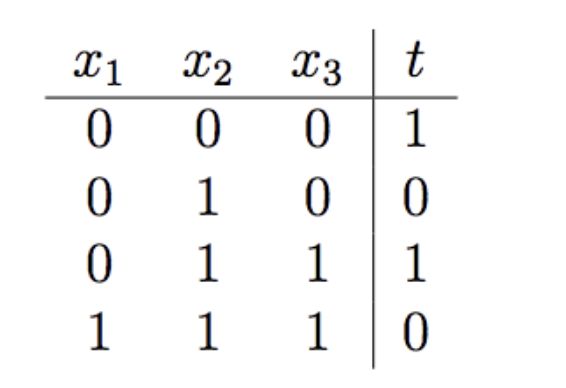 x₁ x₂ x₃ t
0 0 0 1
0 1 0 0
0 1 1 1
1 1 1 0